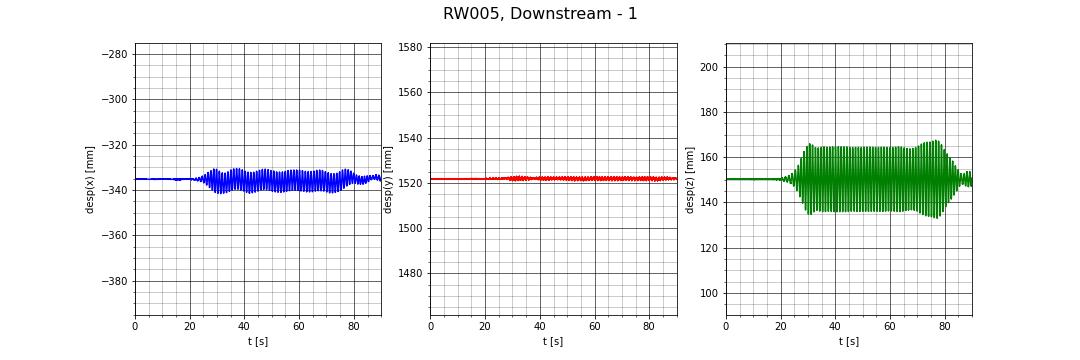 RW005, Downstream - 1
desp(x) [mm]
−280
−300
−320
−340
−360
−380
0 20 40 60 80
t [s]
desp(y) [mm]
1580
1560
1540
1520
1500
1480
0 20 40 60 80
t [s]
desp(z) [mm]
200
180
160
140
120
100
0 20 40 60 80
t [s]